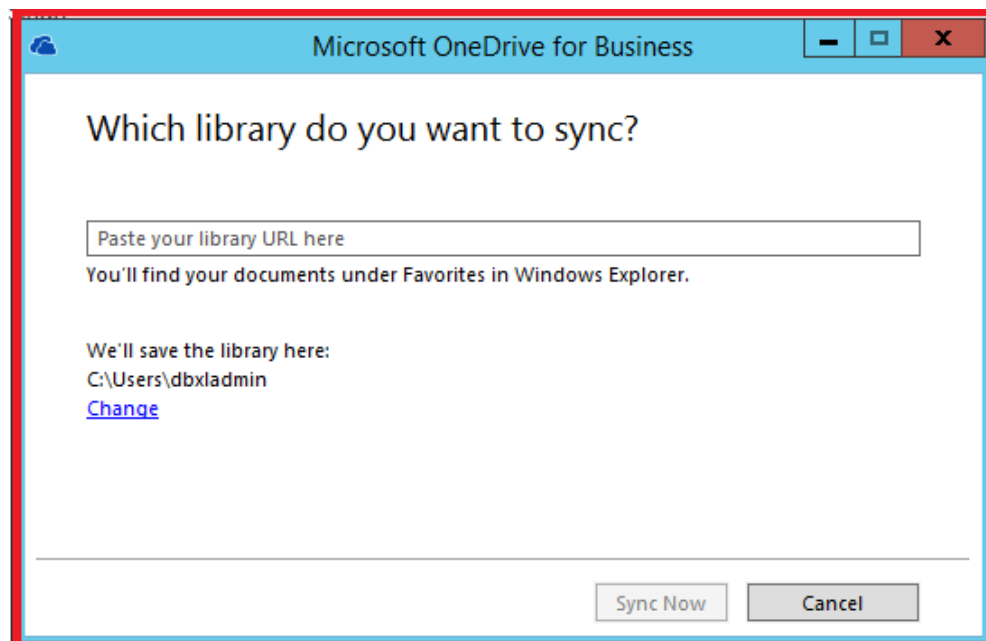 Microsoft OneDrive for Business
Which library do you want to sync?
Paste your library URL here
You'll find your documents under Favorites in Windows Explorer.
We'll save the library here:
C:\Users\dbxladmin
Change
Sync Now
Cancel